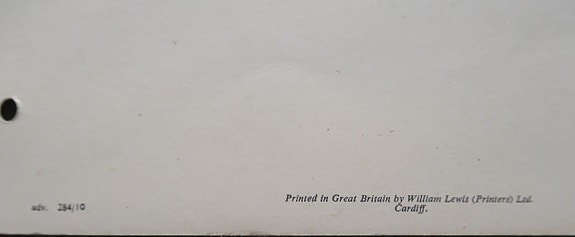 Printed in Great Britain by William Lewis (Printers) Ltd.
Cardiff.
adv. 284/10